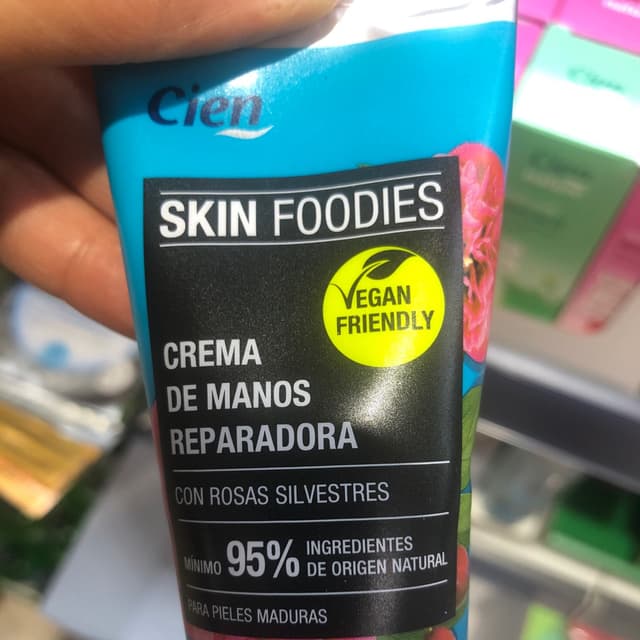 Cien
SKIN FOODIES
VEGAN
FRIENDLY
CREMA
DE MANOS
REPARADORA
CON ROSAS SILVESTRES
MÍNIMO 95% INGREDIENTES
DE ORIGEN NATURAL
PARA PIELES MADURAS
Cien